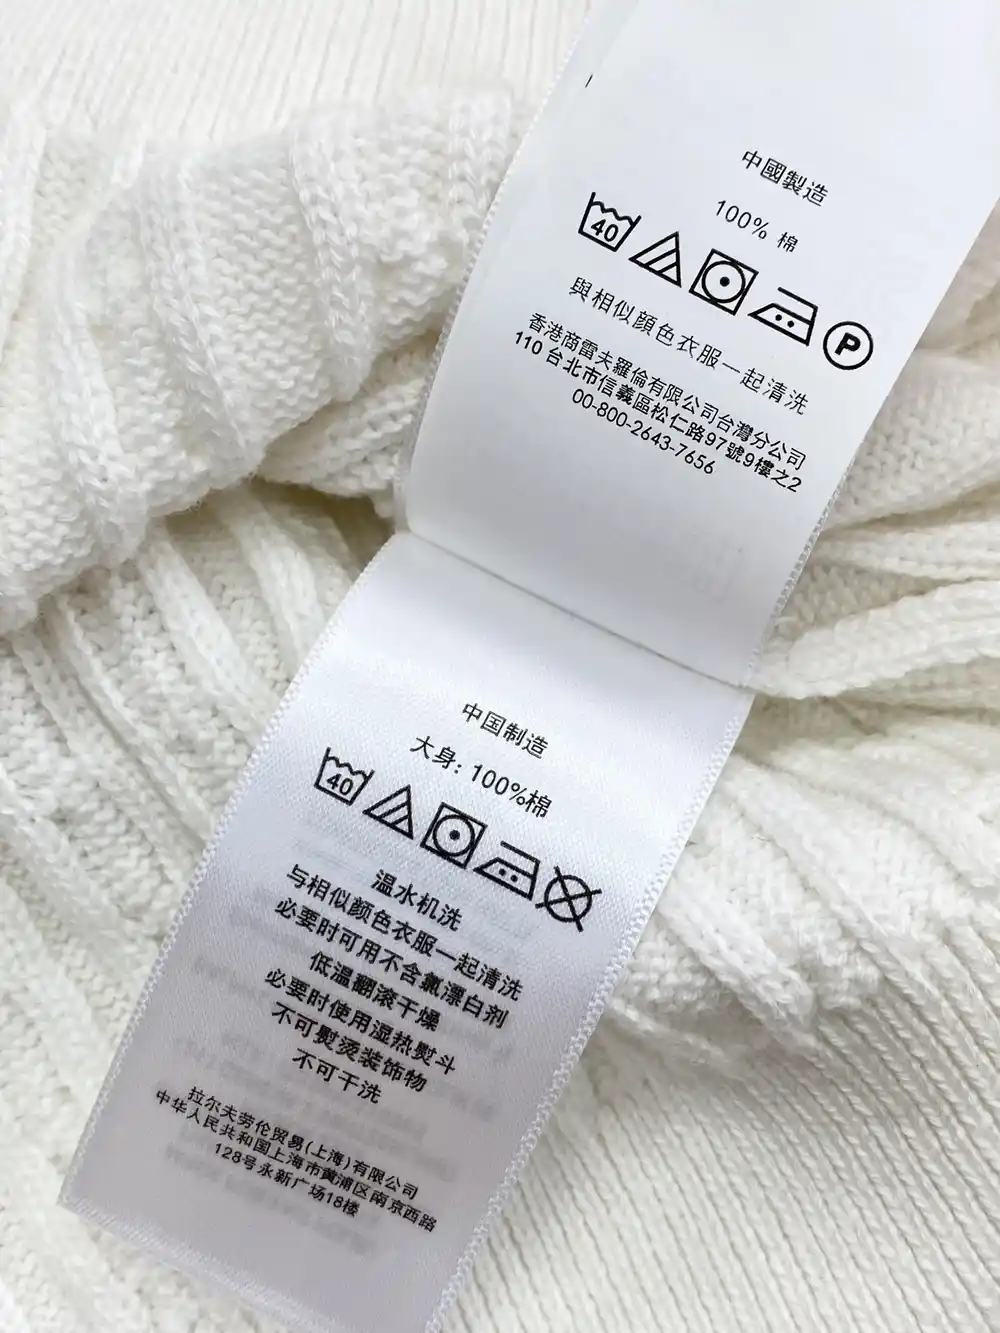 中國製造
100% 棉
40
P
與相似顏色衣服一起清洗
香港商雷夫羅倫有限公司台灣分公司
110 台北市信義區松仁路97號9樓之2
00-800-2643-7656
中国制造
大身: 100%棉
40
温水机洗
与相似颜色衣服一起清洗
必要时可用不含氯漂白剂
低温翻滚干燥
必要时使用湿热熨斗
不可熨烫装饰物
不可干洗
拉尔夫劳伦贸易(上海)有限公司
中华人民共和国上海市黄浦区南京西路
128号永新广场18楼